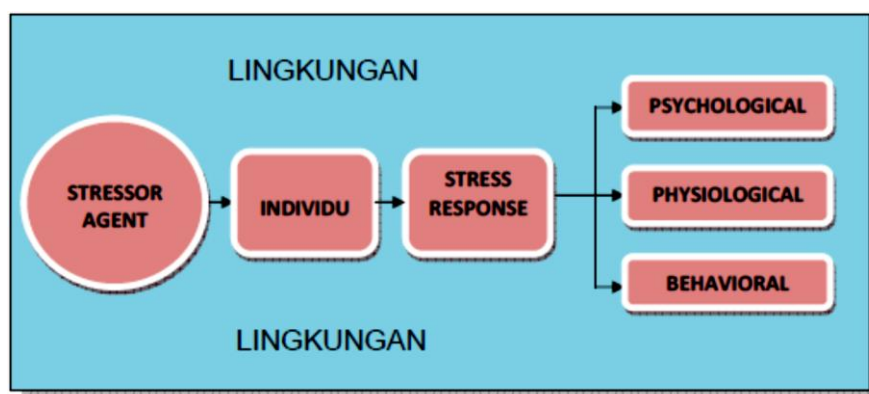 LINGKUNGAN
STRESSOR
AGENT
INDIVIDU
STRESS
RESPONSE
PSYCHOLOGICAL
PHYSIOLOGICAL
BEHAVIORAL
LINGKUNGAN